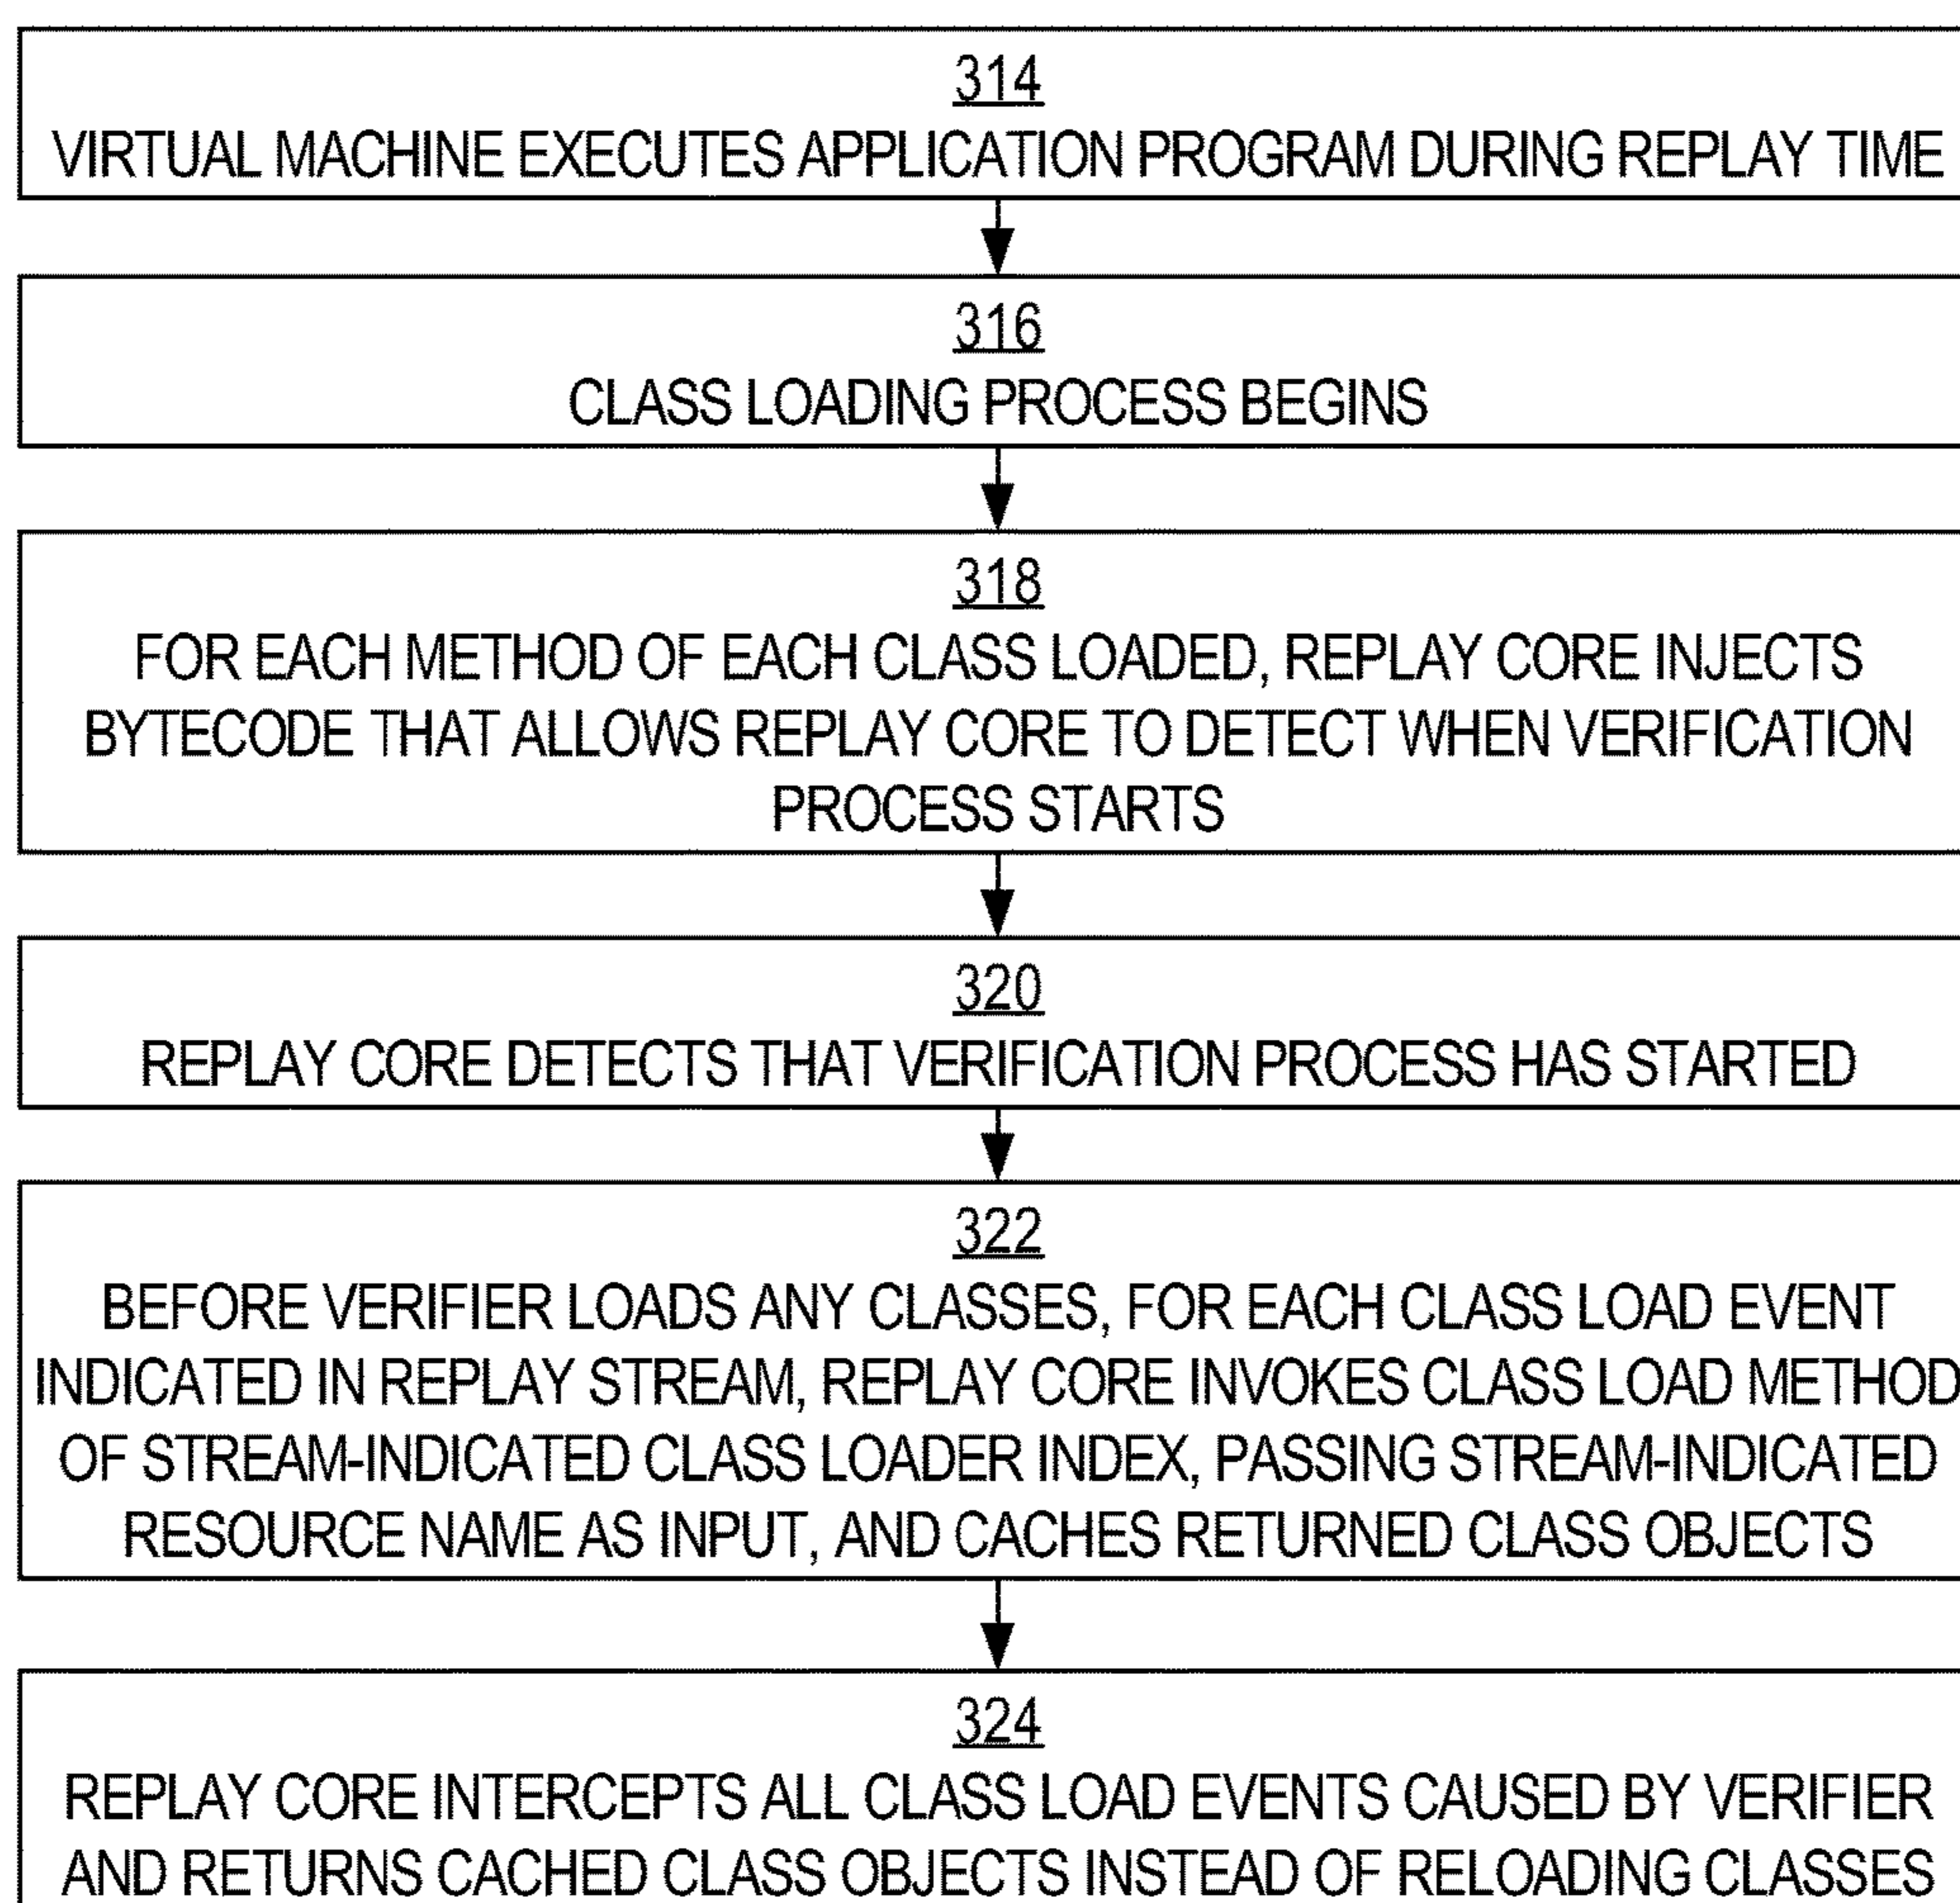 314
VIRTUAL MACHINE EXECUTES APPLICATION PROGRAM DURING REPLAY TIME
316
CLASS LOADING PROCESS BEGINS
318
FOR EACH METHOD OF EACH CLASS LOADED, REPLAY CORE INJECTS
BYTECODE THAT ALLOWS REPLAY CORE TO DETECT WHEN VERIFICATION
PROCESS STARTS
320
REPLAY CORE DETECTS THAT VERIFICATION PROCESS HAS STARTED
322
BEFORE VERIFIER LOADS ANY CLASSES, FOR EACH CLASS LOAD EVENT
INDICATED IN REPLAY STREAM, REPLAY CORE INVOKES CLASS LOAD METHOD
OF STREAM-INDICATED CLASS LOADER INDEX, PASSING STREAM-INDICATED
RESOURCE NAME AS INPUT, AND CACHES RETURNED CLASS OBJECTS
324
REPLAY CORE INTERCEPTS ALL CLASS LOAD EVENTS CAUSED BY VERIFIER
AND RETURNS CACHED CLASS OBJECTS INSTEAD OF RELOADING CLASSES